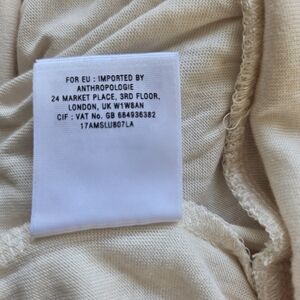 FOR EU : IMPORTED BY
ANTHROPOLOGIE
24 MARKET PLACE, 3RD FLOOR,
LONDON, UK W1W8AN
CIF : VAT No. GB 684936382
17AMSLU807LA